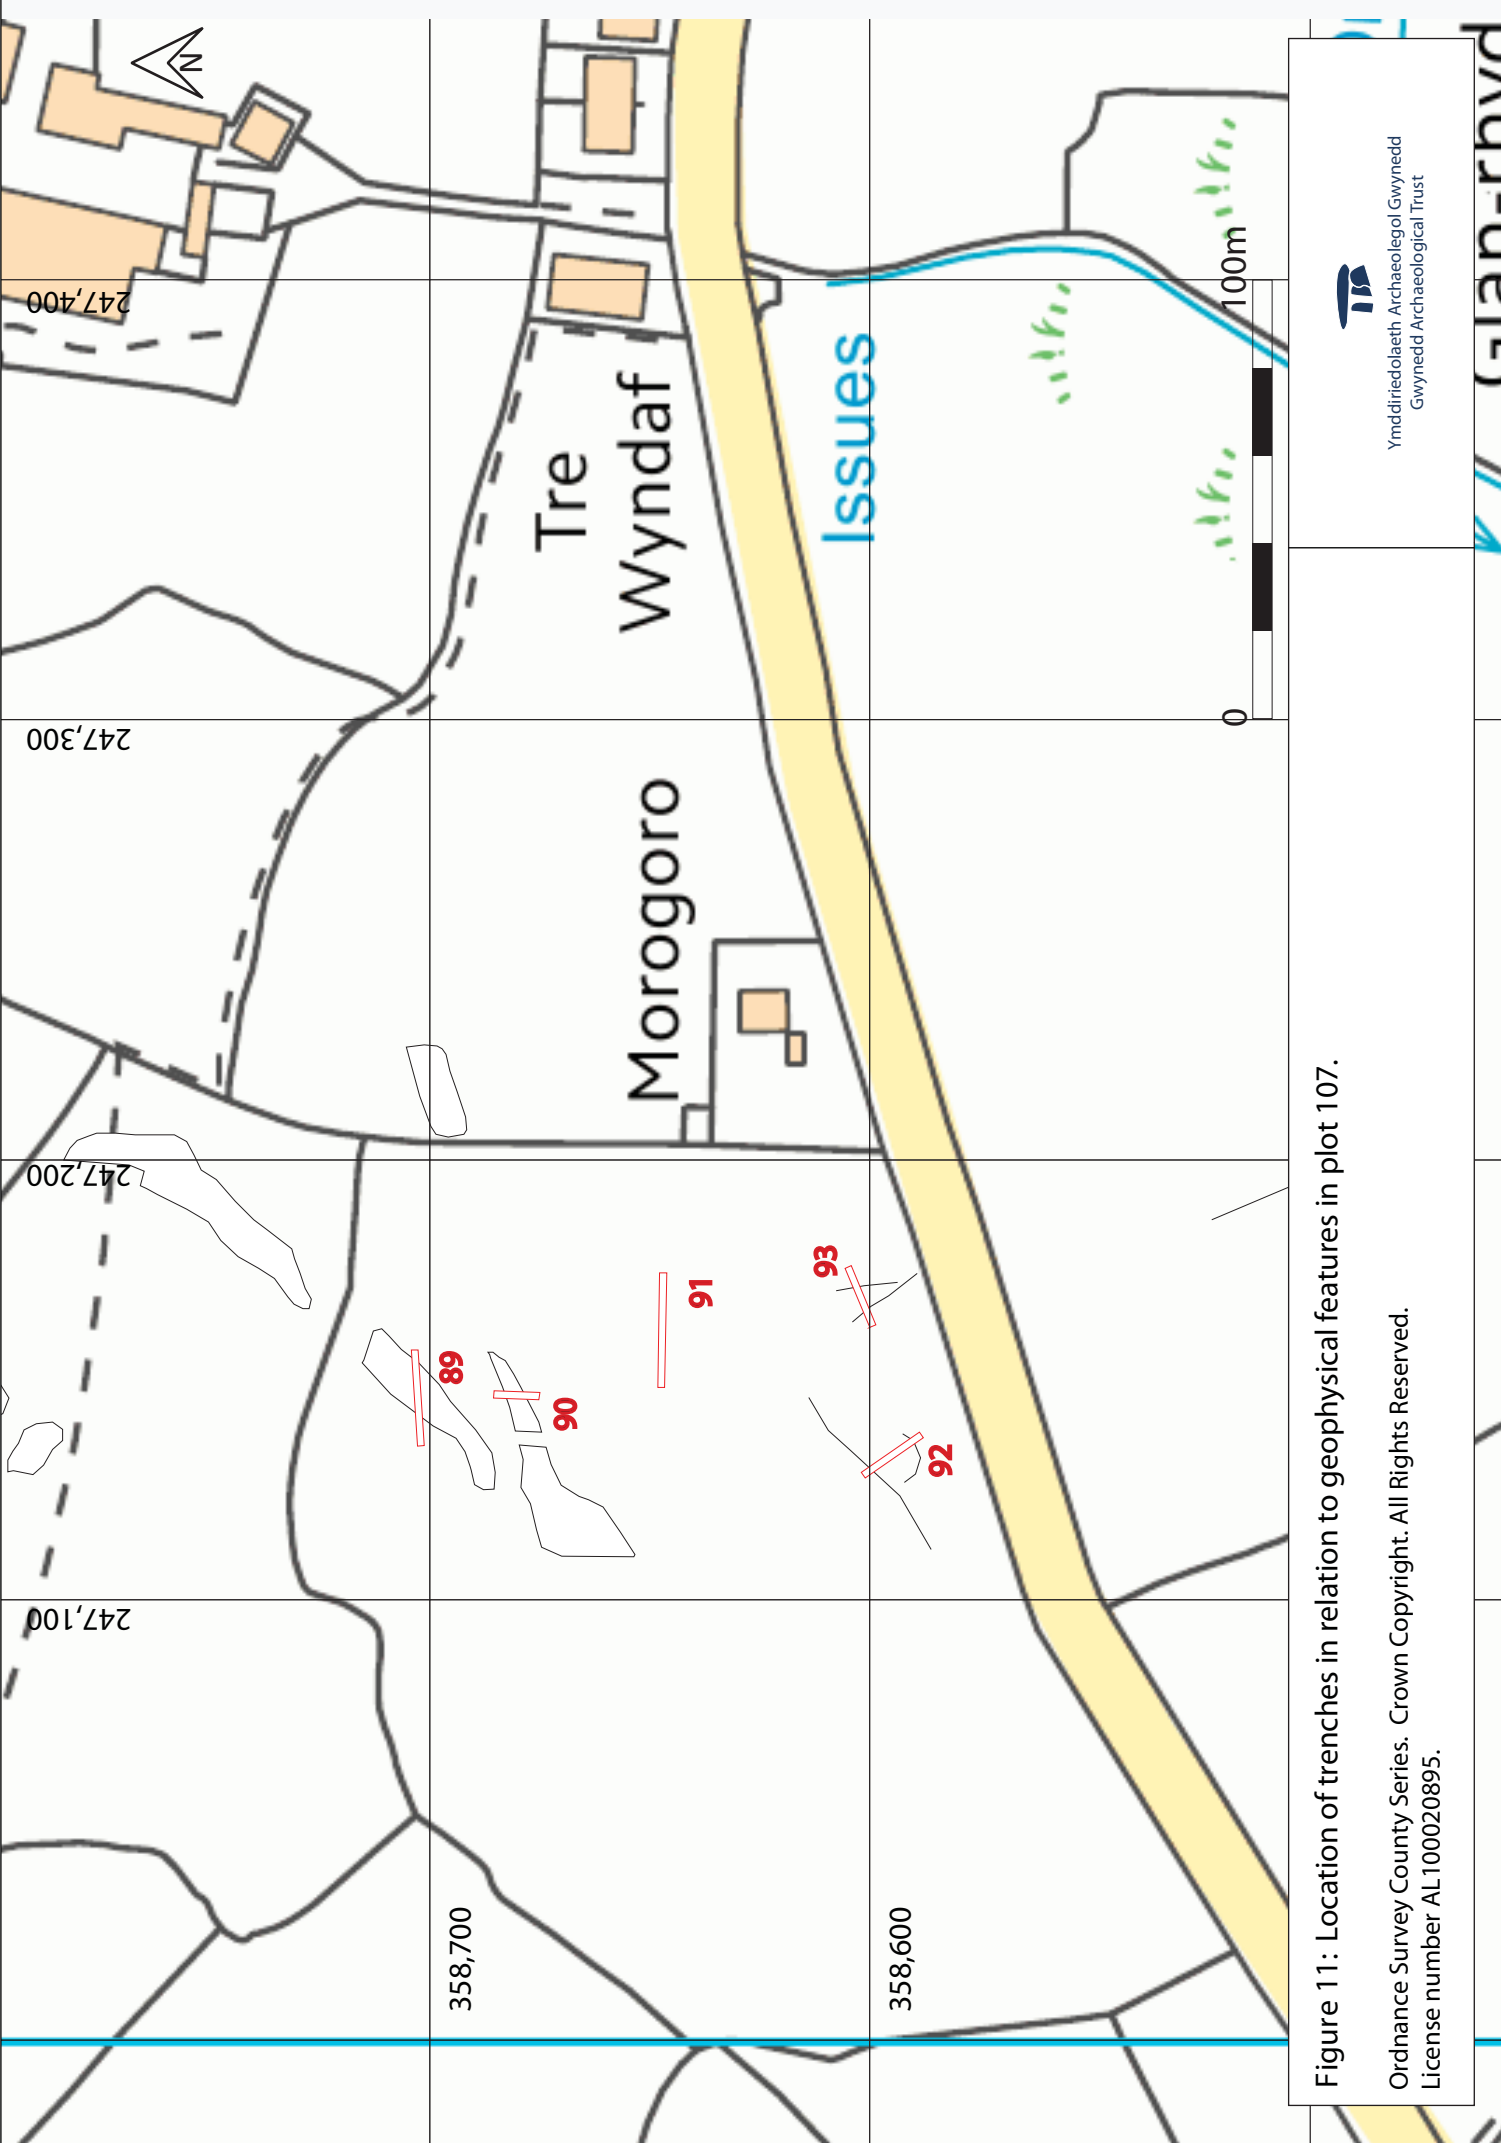 N
247,400
247,300
247,200
247,100
358,700
358,600
Tre
Wyndaf
Issues
Morogoro
89
90
91
92
93
0
100m
Figure 11: Location of trenches in relation to geophysical features in plot 107.
Ordnance Survey County Series. Crown Copyright. All Rights Reserved.
License number AL100020895.
Ymddiriedolaeth Archaeolegol Gwynedd
Gwynedd Archaeological Trust